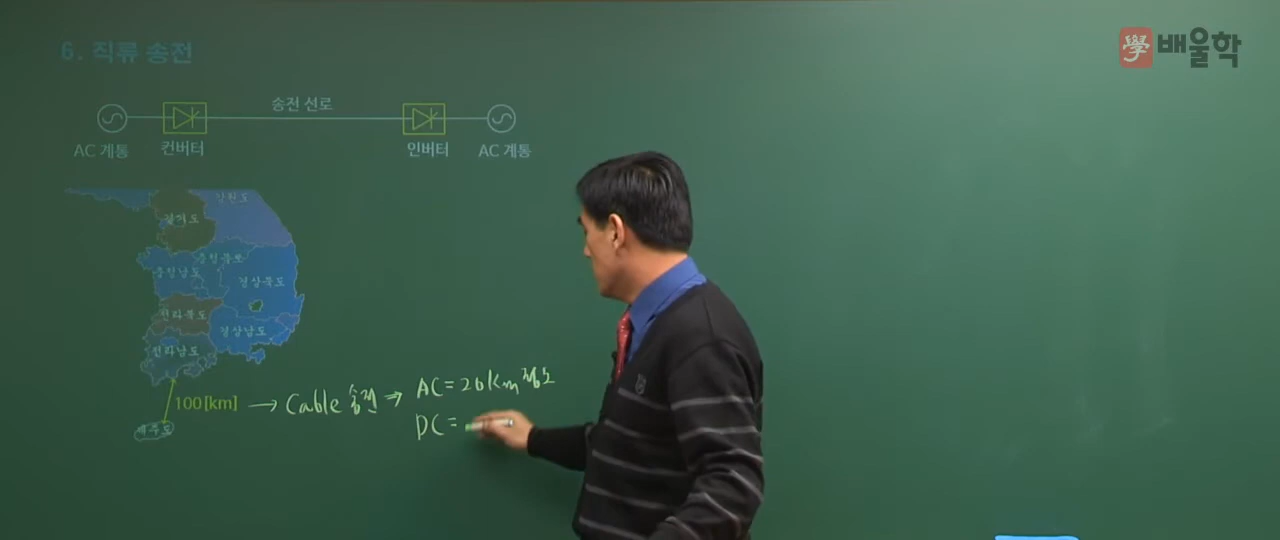 6. 직류 송전
學 배울학
송전 선로
AC 계통
컨버터
인버터
AC 계통
강원도
경기도
충청북도
충청남도
경상북도
전라북도
경상남도
전라남도
100[km] → Cable 송전 → AC = 20km 정도
DC =
제주도